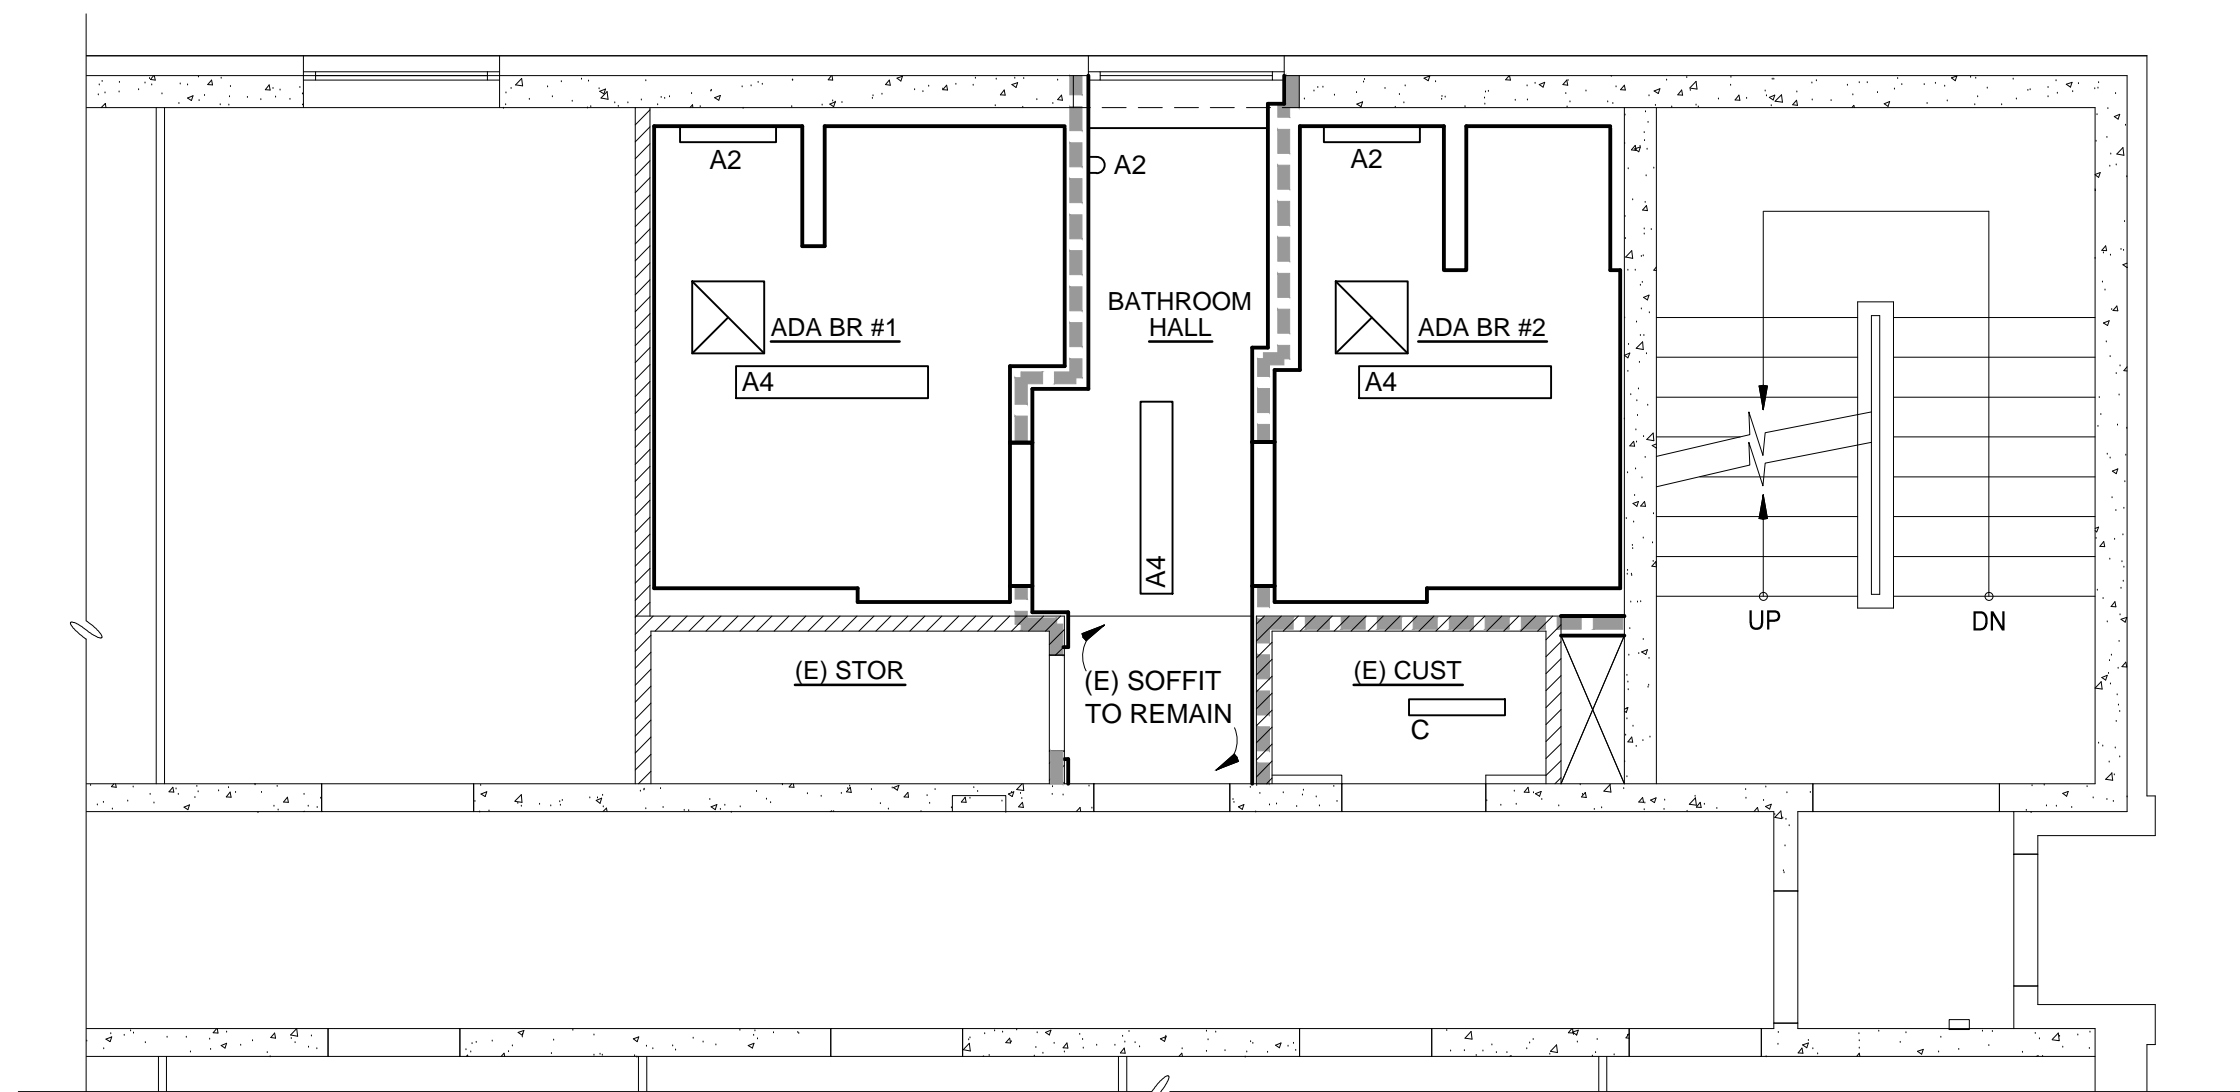 A2
A2
A2
BATHROOM
HALL
ADA BR #1
ADA BR #2
A4
A4
A4
UP
DN
(E) STOR
(E) SOFFIT
TO REMAIN
(E) CUST
C